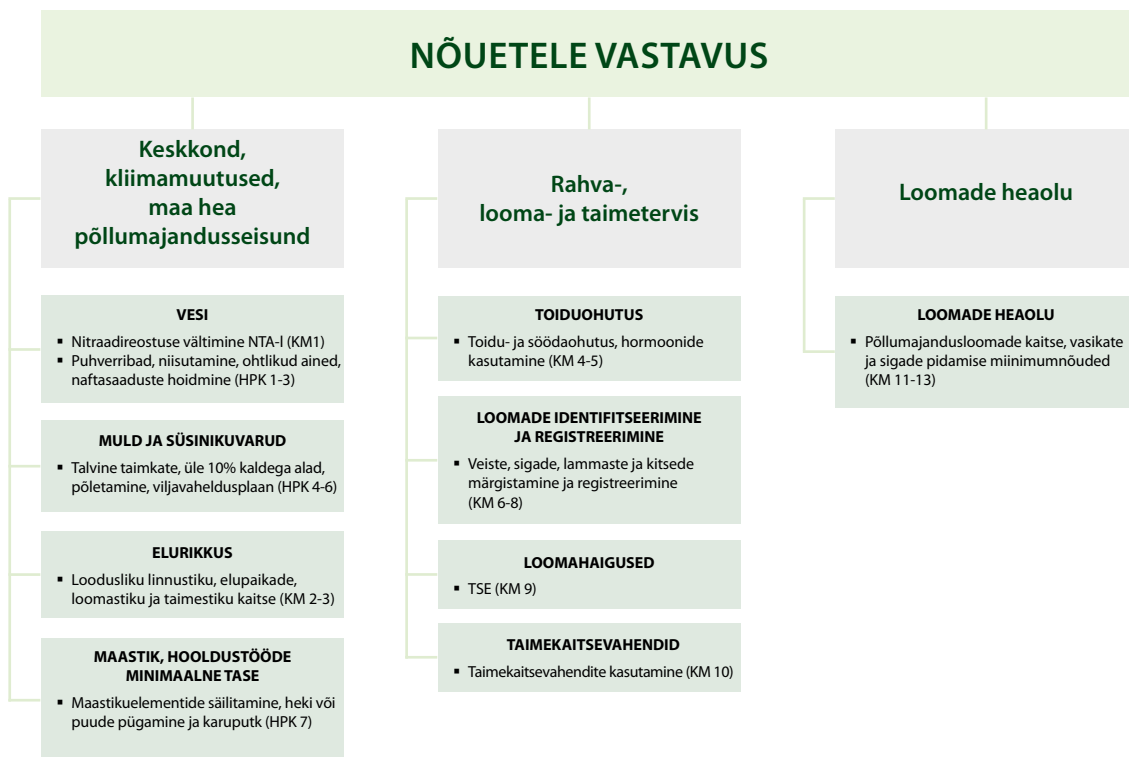 NÕUETELE VASTAVUS
Keskkond,
kliimamuutused,
maa hea
põllumajandusseisund
VESI
▪ Nitraadireostuse vältimine NTA-l (KM1)
▪ Puhverribad, niisutamine, ohtlikud ained,
naftasaaduste hoidmine (HPK 1-3)
MULD JA SÜSINIKUVARUD
▪ Talvine taimkate, üle 10% kaldega alad,
põletamine, viljavaheldusplaan (HPK 4-6)
ELURIKKUS
▪ Loodusliku linnustiku, elupaikade,
loomastiku ja taimestiku kaitse (KM 2-3)
MAASTIK, HOOLDUSTÖÖDE
MINIMAALNE TASE
▪ Maastikuelementide säilitamine, heki või
puude pügamine ja karuputk (HPK 7)
Rahva-,
looma- ja taimetervis
TOIDUOHUTUS
▪ Toidu- ja söödaohutus, hormoonide
kasutamine (KM 4-5)
LOOMADE IDENTIFITSEERIMINE
JA REGISTREERIMINE
▪ Veiste, sigade, lammaste ja kitsede
märgistamine ja registreerimine
(KM 6-8)
LOOMAHAIGUSED
▪ TSE (KM 9)
TAIMEKAITSEVAHENDID
▪ Taimekaitsevahendite kasutamine (KM 10)
Loomade heaolu
LOOMADE HEAOLU
▪ Põllumajandusloomade kaitse, vasikate
ja sigade pidamise miinimumnõuded
(KM 11-13)